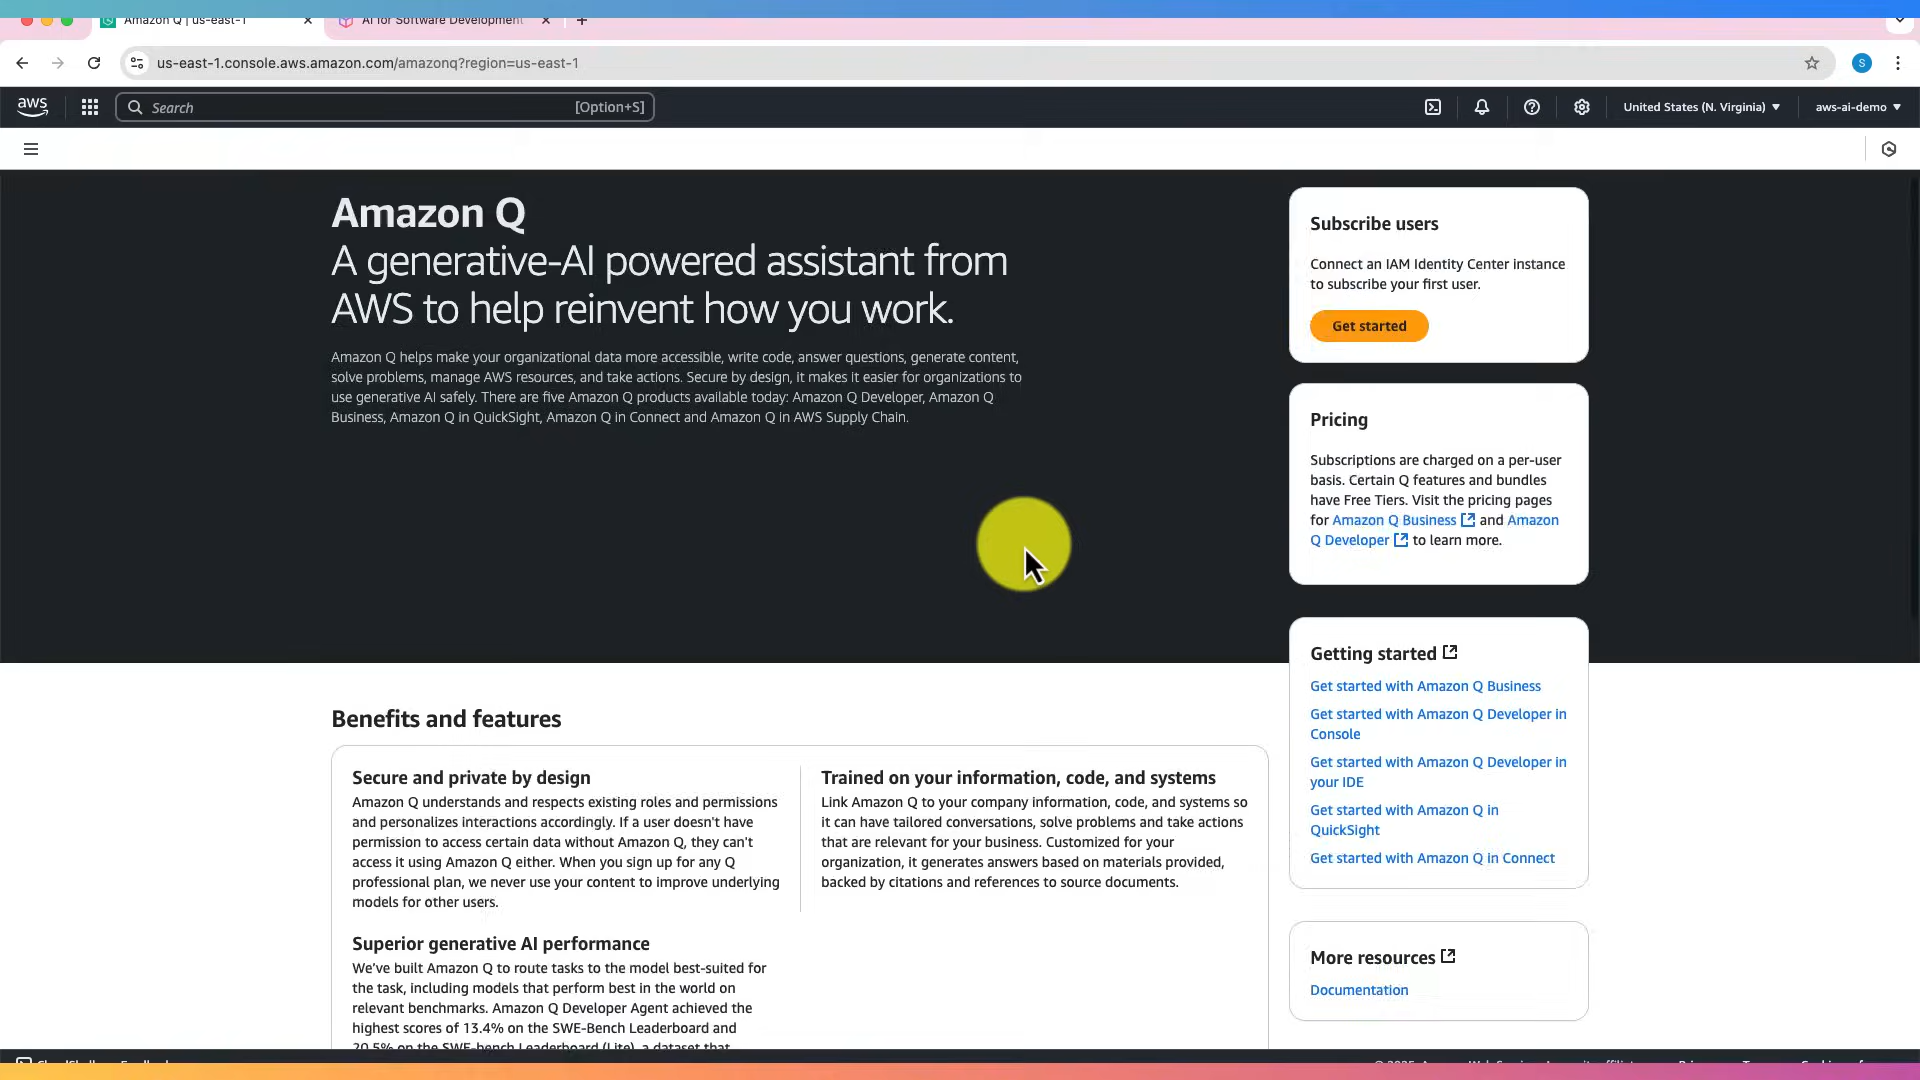 Amazon Q | us-east-1
AI for Software Development
us-east-1.console.aws.amazon.com/amazonq?region=us-east-1
S
aws
Search
[Option+S]
United States (N. Virginia)
aws-ai-demo
Amazon Q
A generative-AI powered assistant from
AWS to help reinvent how you work.
Amazon Q helps make your organizational data more accessible, write code, answer questions, generate content,
solve problems, manage AWS resources, and take actions. Secure by design, it makes it easier for organizations to
use generative AI safely. There are five Amazon Q products available today: Amazon Q Developer, Amazon Q
Business, Amazon Q in QuickSight, Amazon Q in Connect and Amazon Q in AWS Supply Chain.
Subscribe users
Connect an IAM Identity Center instance
to subscribe your first user.
Get started
Pricing
Subscriptions are charged on a per-user
basis. Certain Q features and bundles
have Free Tiers. Visit the pricing pages
for Amazon Q Business and Amazon
Q Developer to learn more.
Getting started
Get started with Amazon Q Business
Get started with Amazon Q Developer in
Console
Get started with Amazon Q Developer in
your IDE
Get started with Amazon Q in
QuickSight
Get started with Amazon Q in Connect
More resources
Documentation
Benefits and features
Secure and private by design
Amazon Q understands and respects existing roles and permissions
and personalizes interactions accordingly. If a user doesn't have
permission to access certain data without Amazon Q, they can't
access it using Amazon Q either. When you sign up for any Q
professional plan, we never use your content to improve underlying
models for other users.
Trained on your information, code, and systems
Link Amazon Q to your company information, code, and systems so
it can have tailored conversations, solve problems and take actions
that are relevant for your business. Customized for your
organization, it generates answers based on materials provided,
backed by citations and references to source documents.
Superior generative AI performance
We've built Amazon Q to route tasks to the model best-suited for
the task, including models that perform best in the world on
relevant benchmarks. Amazon Q Developer Agent achieved the
highest scores of 13.4% on the SWE-Bench Leaderboard and
20.5% on the SWE-bench Leaderboard (Lite), a dataset that